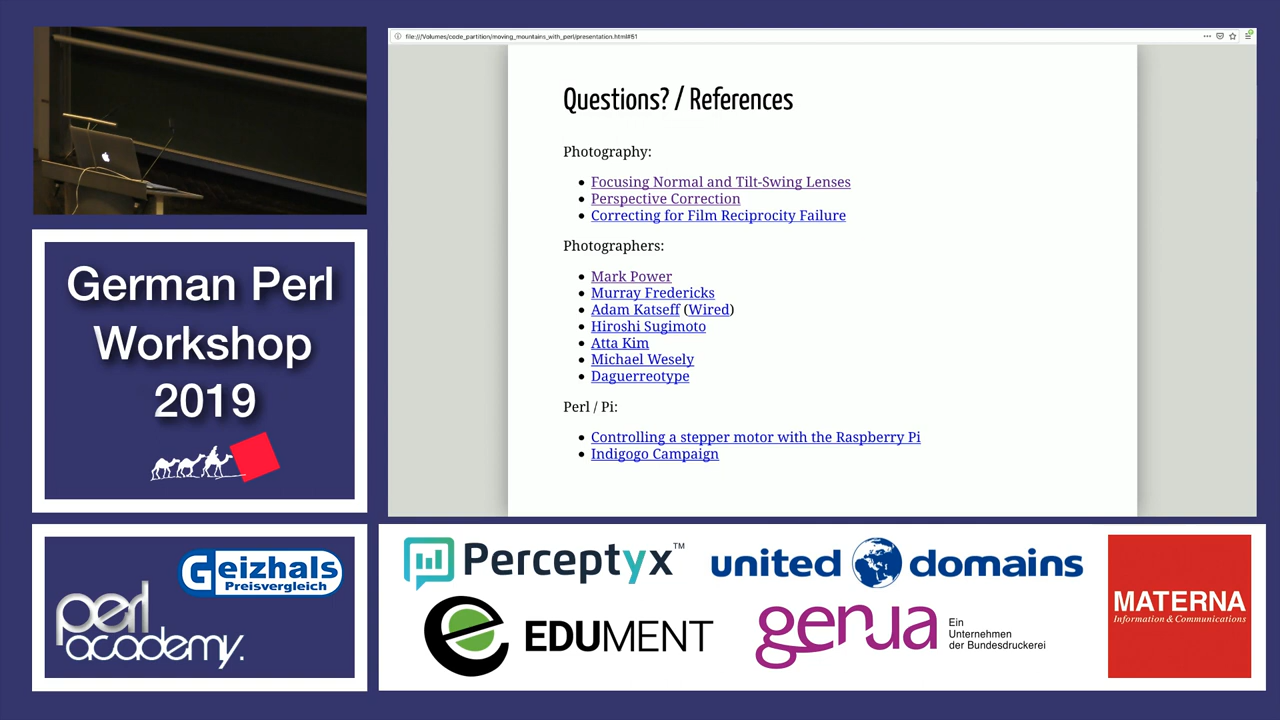 file:///Volumes/code_partition/moving_mountains_with_perl/presentation.html#61
Questions? / References
Photography:
Focusing Normal and Tilt-Swing Lenses
Perspective Correction
Correcting for Film Reciprocity Failure
Photographers:
Mark Power
Murray Fredericks
Adam Katseff (Wired)
Hiroshi Sugimoto
Atta Kim
Michael Wesely
Daguerreotype
Perl / Pi:
Controlling a stepper motor with the Raspberry Pi
Indigogo Campaign
German Perl
Workshop
2019
Geizhals
Preisvergleich
perl
academy.
Perceptyx™
united domains
EDUMENT
genua
Ein
Unternehmen
der Bundesdruckerei
MATERNA
Information & Communications